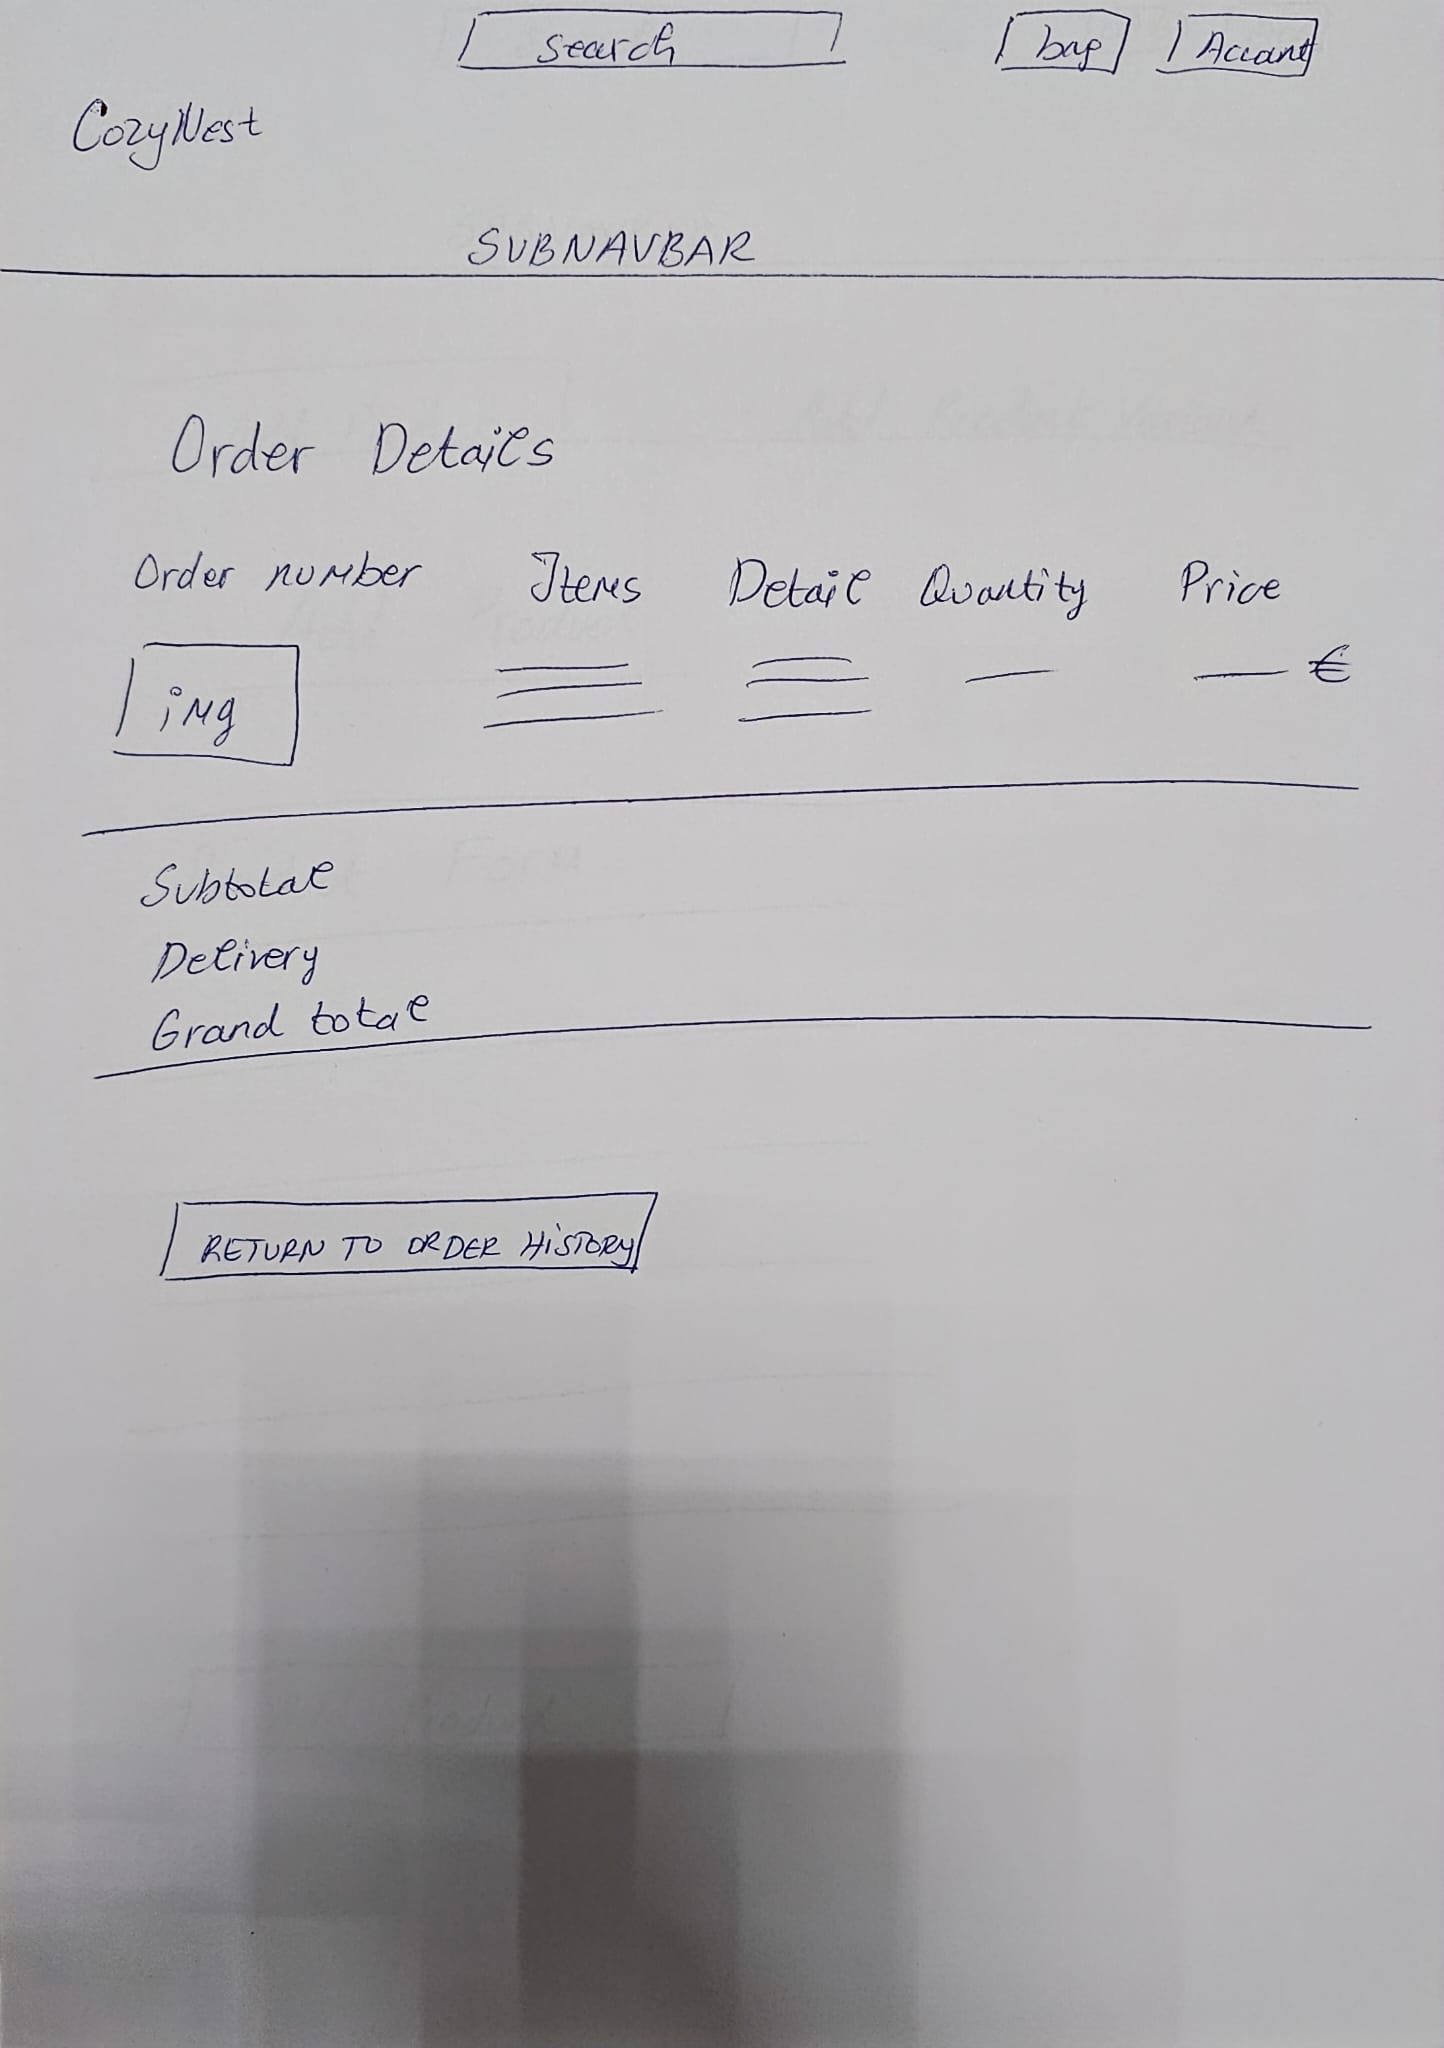 Search bag Account
CozyNest
SUBNAVBAR
Order Details
Order number Items Detail Quantity Price
img €
Subtotal
Delivery
Grand total
RETURN TO ORDER HISTORY